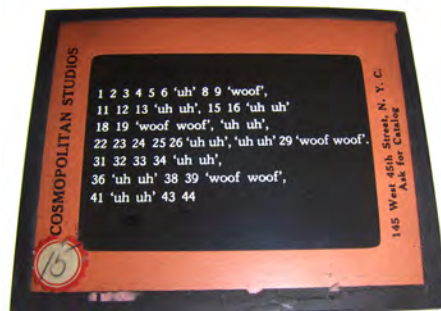 COSMOPOLITAN STUDIOS
1 2 3 4 5 6 'uh' 8 9 'woof',
11 12 13 'uh uh', 15 16 'uh uh'
18 19 'woof woof', 'uh uh',
22 23 24 25 26 'uh uh', 'uh uh' 29 'woof woof'.
31 32 33 34 'uh uh',
36 'uh uh' 38 39 'woof woof',
41 'uh uh' 43 44
145 West 45th Street, N. Y. C.
Ask for Catalog
15